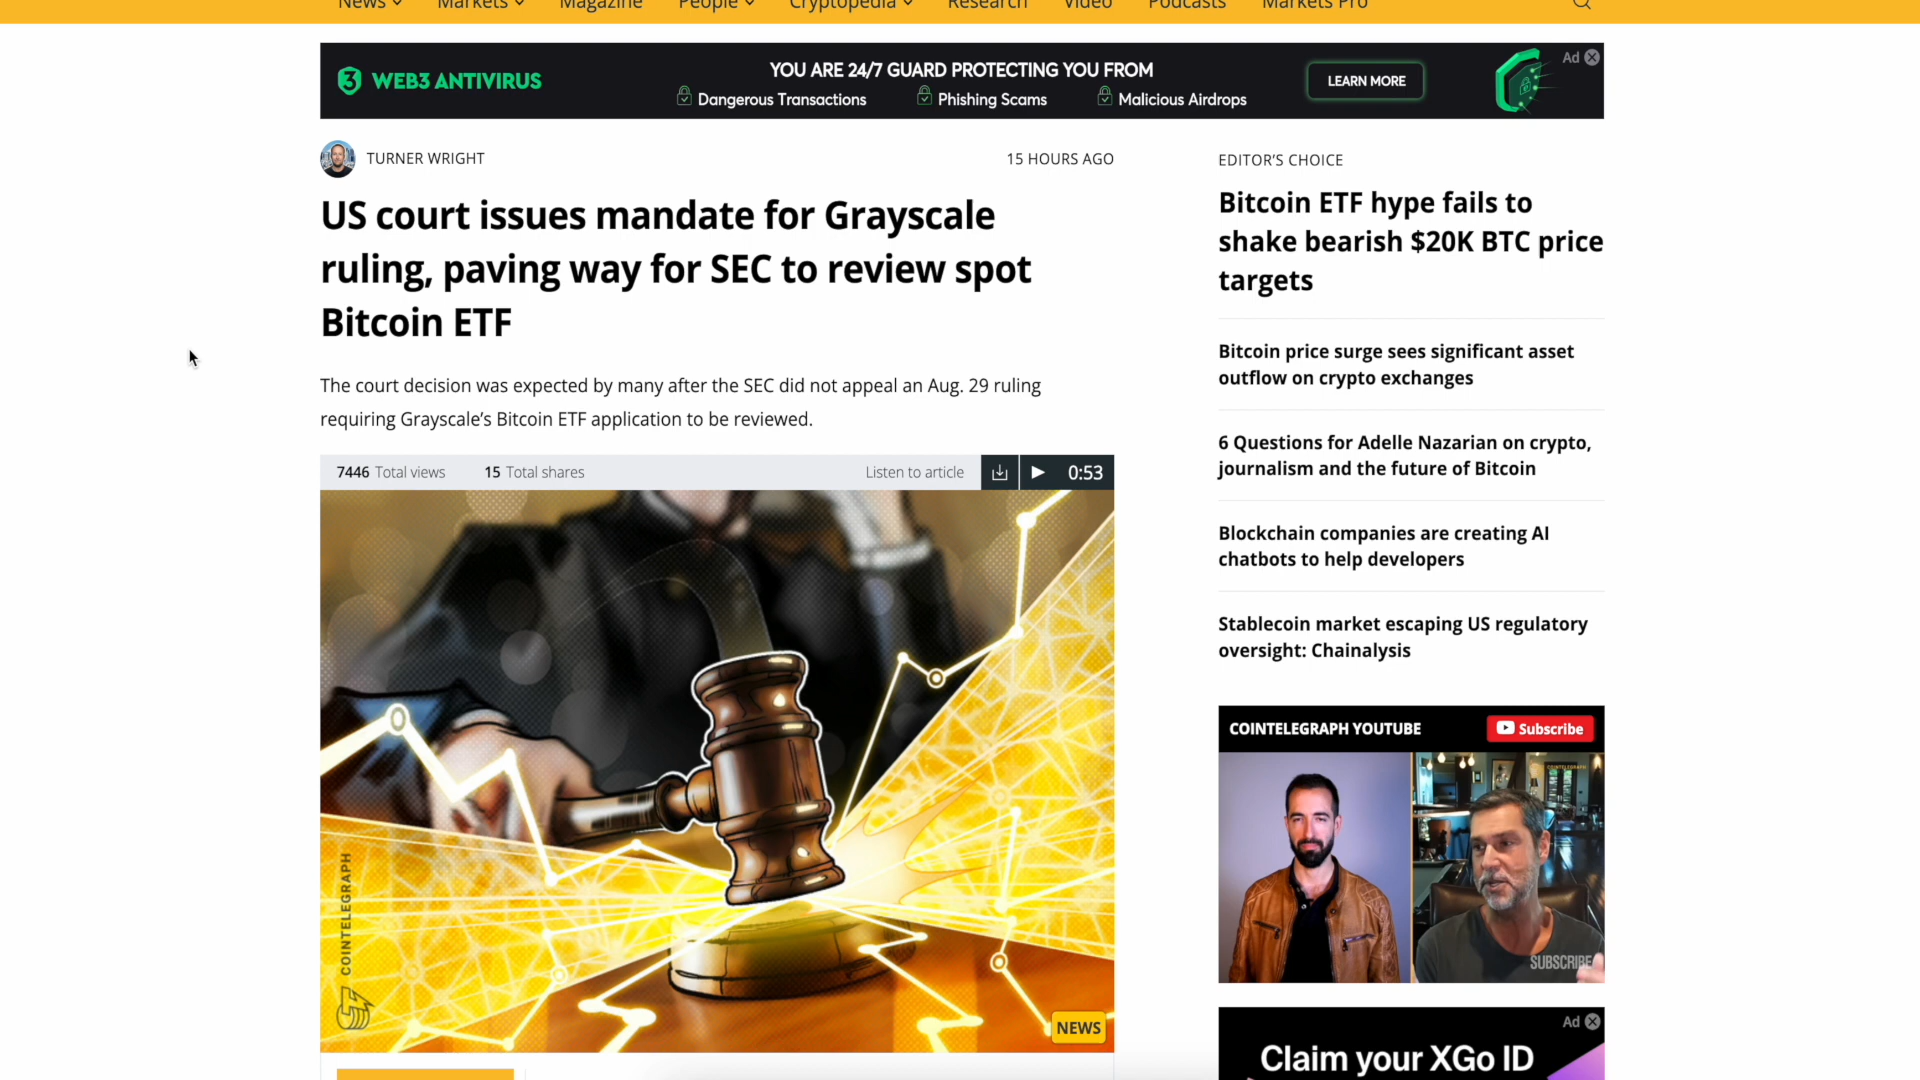 News Markets Magazine People Cryptopedia Research Video Podcasts Markets Pro
WEB3 ANTIVIRUS
YOU ARE 24/7 GUARD PROTECTING YOU FROM
Dangerous Transactions Phishing Scams Malicious Airdrops
LEARN MORE
Ad
TURNER WRIGHT
15 HOURS AGO
US court issues mandate for Grayscale
ruling, paving way for SEC to review spot
Bitcoin ETF
The court decision was expected by many after the SEC did not appeal an Aug. 29 ruling
requiring Grayscale's Bitcoin ETF application to be reviewed.
7446 Total views 15 Total shares Listen to article 0:53
COINTELEGRAPH
NEWS
EDITOR'S CHOICE
Bitcoin ETF hype fails to
shake bearish $20K BTC price
targets
Bitcoin price surge sees significant asset
outflow on crypto exchanges
6 Questions for Adelle Nazarian on crypto,
journalism and the future of Bitcoin
Blockchain companies are creating AI
chatbots to help developers
Stablecoin market escaping US regulatory
oversight: Chainalysis
COINTELEGRAPH YOUTUBE
Subscribe
COINTELEGRAPH
SUBSCRIBE
Ad
Claim your XGo ID